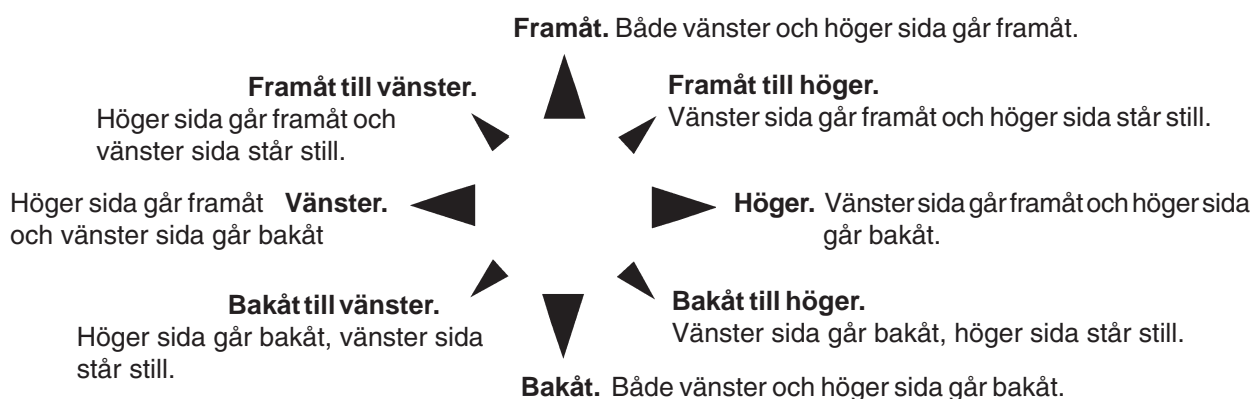 Framåt. Både vänster och höger sida går framåt.
Framåt till vänster.
Höger sida går framåt och
vänster sida står still.
Framåt till höger.
Vänster sida går framåt och höger sida står still.
Höger sida går framåt Vänster.
och vänster sida går bakåt
Höger. Vänster sida går framåt och höger sida
går bakåt.
Bakåt till vänster.
Höger sida går bakåt, vänster sida
står still.
Bakåt till höger.
Vänster sida går bakåt, höger sida står still.
Bakåt. Både vänster och höger sida går bakåt.